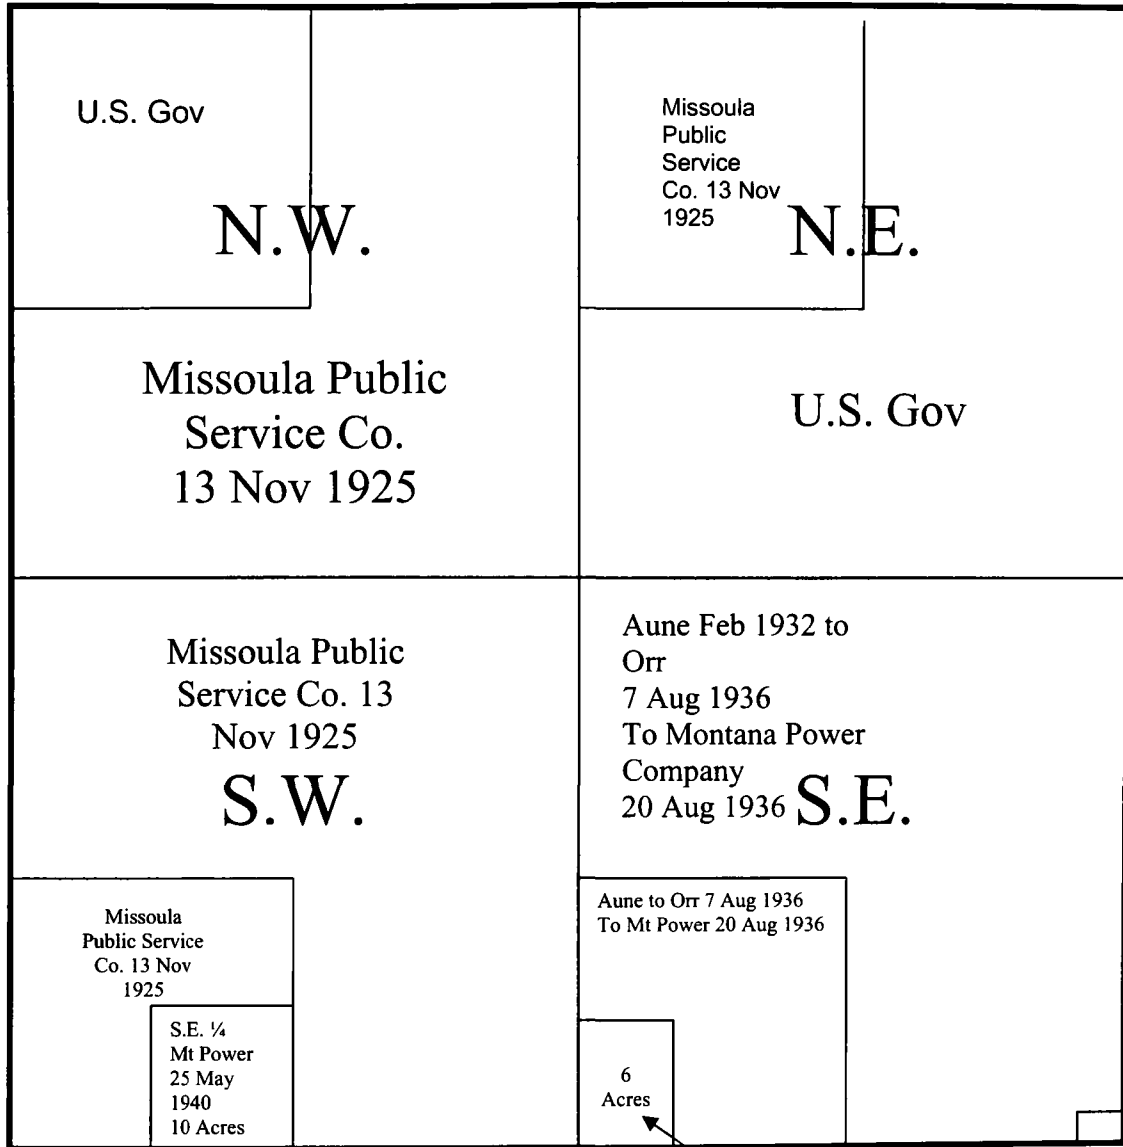 U.S. Gov
N.W.
Missoula Public
Service Co.
13 Nov 1925
Missoula
Public
Service
Co. 13 Nov
1925
N.E.
U.S. Gov
Missoula Public
Service Co. 13
Nov 1925
S.W.
Missoula
Public Service
Co. 13 Nov
1925
S.E. ¼
Mt Power
25 May
1940
10 Acres
Aune Feb 1932 to
Orr
7 Aug 1936
To Montana Power
Company
20 Aug 1936
S.E.
Aune to Orr 7 Aug 1936
To Mt Power 20 Aug 1936
6
Acres